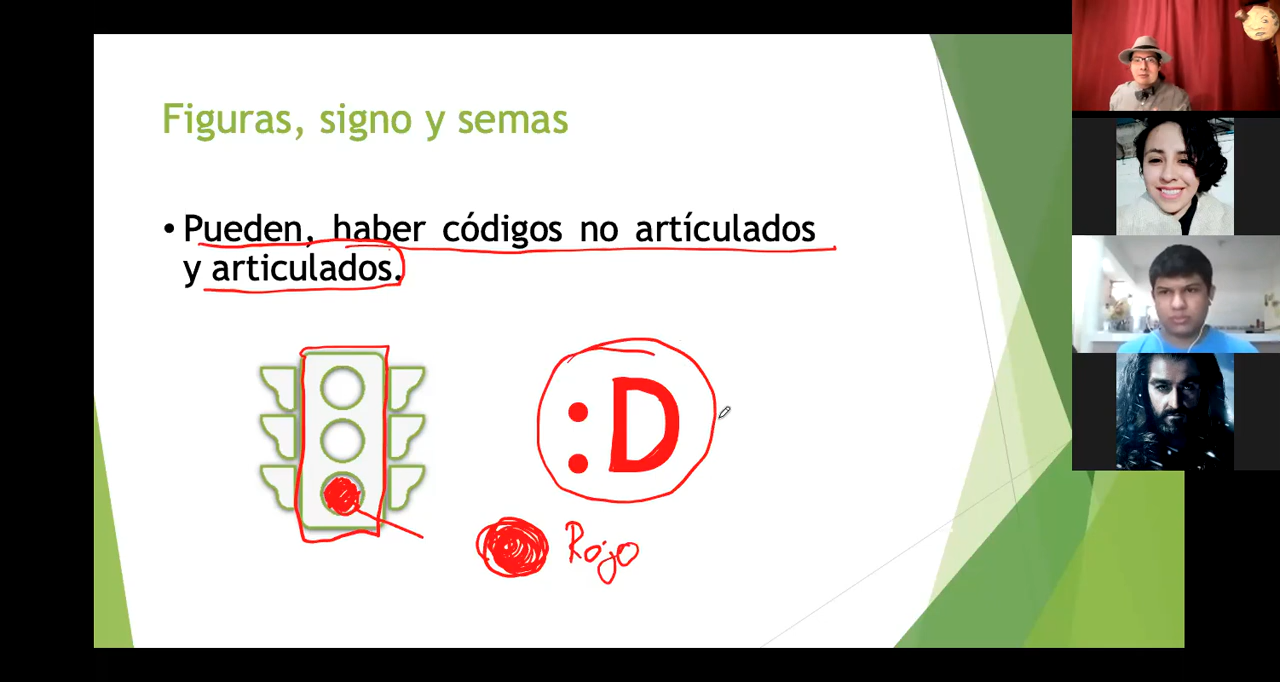 Figuras, signo y semas
• Pueden, haber códigos no artículados
y articulados.
:D
Rojo